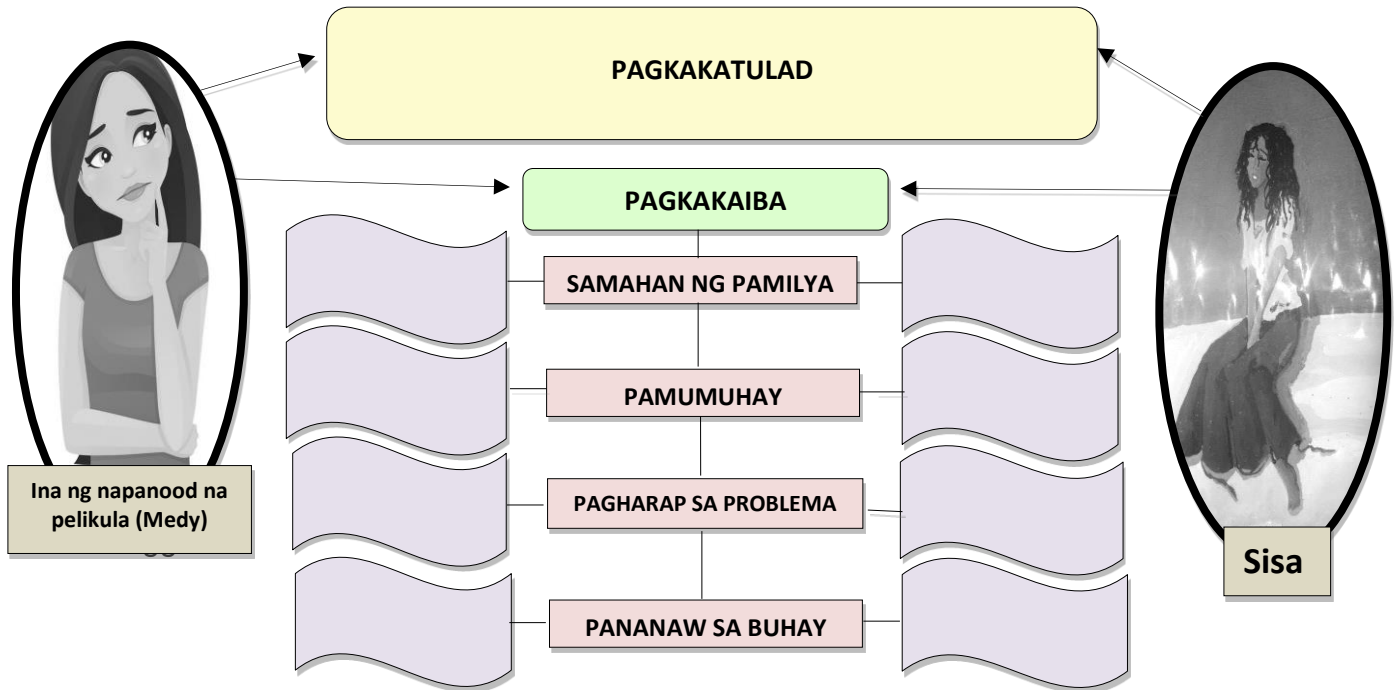 PAGKAKATULAD
PAGKAKAIBA
SAMAHAN NG PAMILYA
PAMUMUHAY
PAGHARAP SA PROBLEMA
PANANAW SA BUHAY
Ina ng napanood na
pelikula (Medy)
Sisa